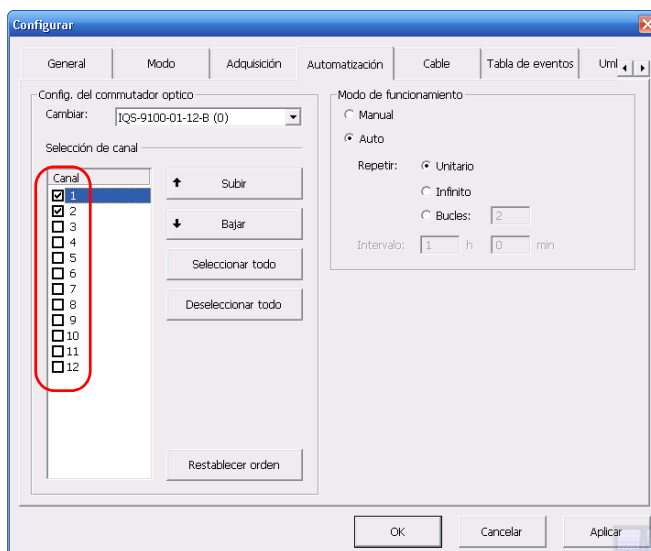 Configurar
General
Modo
Adquisición
Automatización
Cable
Tabla de eventos
Config. del commutador optico
Cambiar:
IQS-9100-01-12-B (0)
Selección de canal
Canal
1
2
3
4
5
6
7
8
9
10
11
12
Subir
Bajar
Seleccionar todo
Deseleccionar todo
Restablecer orden
Modo de funcionamiento
Manual
Auto
Repetir:
Unitario
Infinito
Bucles:
2
Intervalo:
1 h 0 min
OK
Cancelar
Aplicar